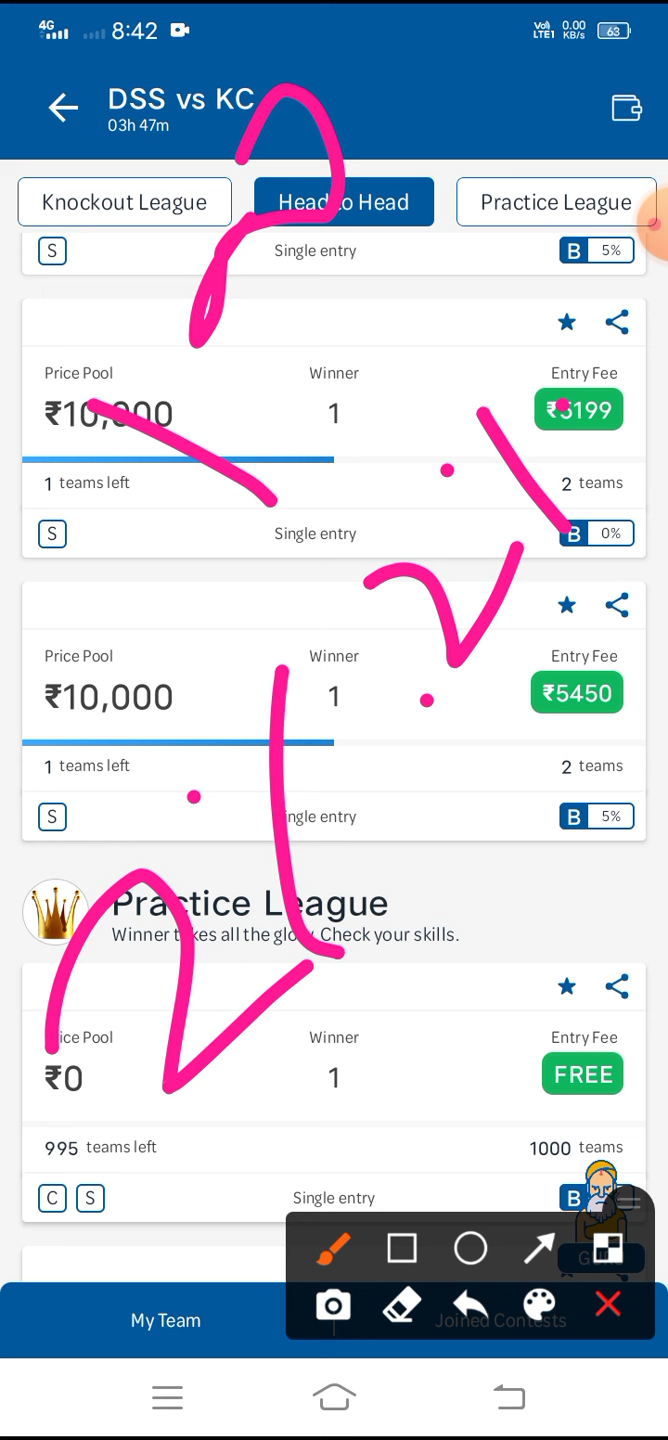 4G 8:42 Vo)) LTE1 0.00 KB/s 63
DSS vs KC
03h 47m
Knockout League Head to Head Practice League
S Single entry B 5%
Price Pool Winner Entry Fee
₹10,000 1 ₹5199
1 teams left 2 teams
S Single entry B 0%
Price Pool Winner Entry Fee
₹10,000 1 ₹5450
1 teams left 2 teams
S Single entry B 5%
Practice League
Winner takes all the glory. Check your skills.
Price Pool Winner Entry Fee
₹0 1 FREE
995 teams left 1000 teams
C S Single entry B
My Team Joined Contests